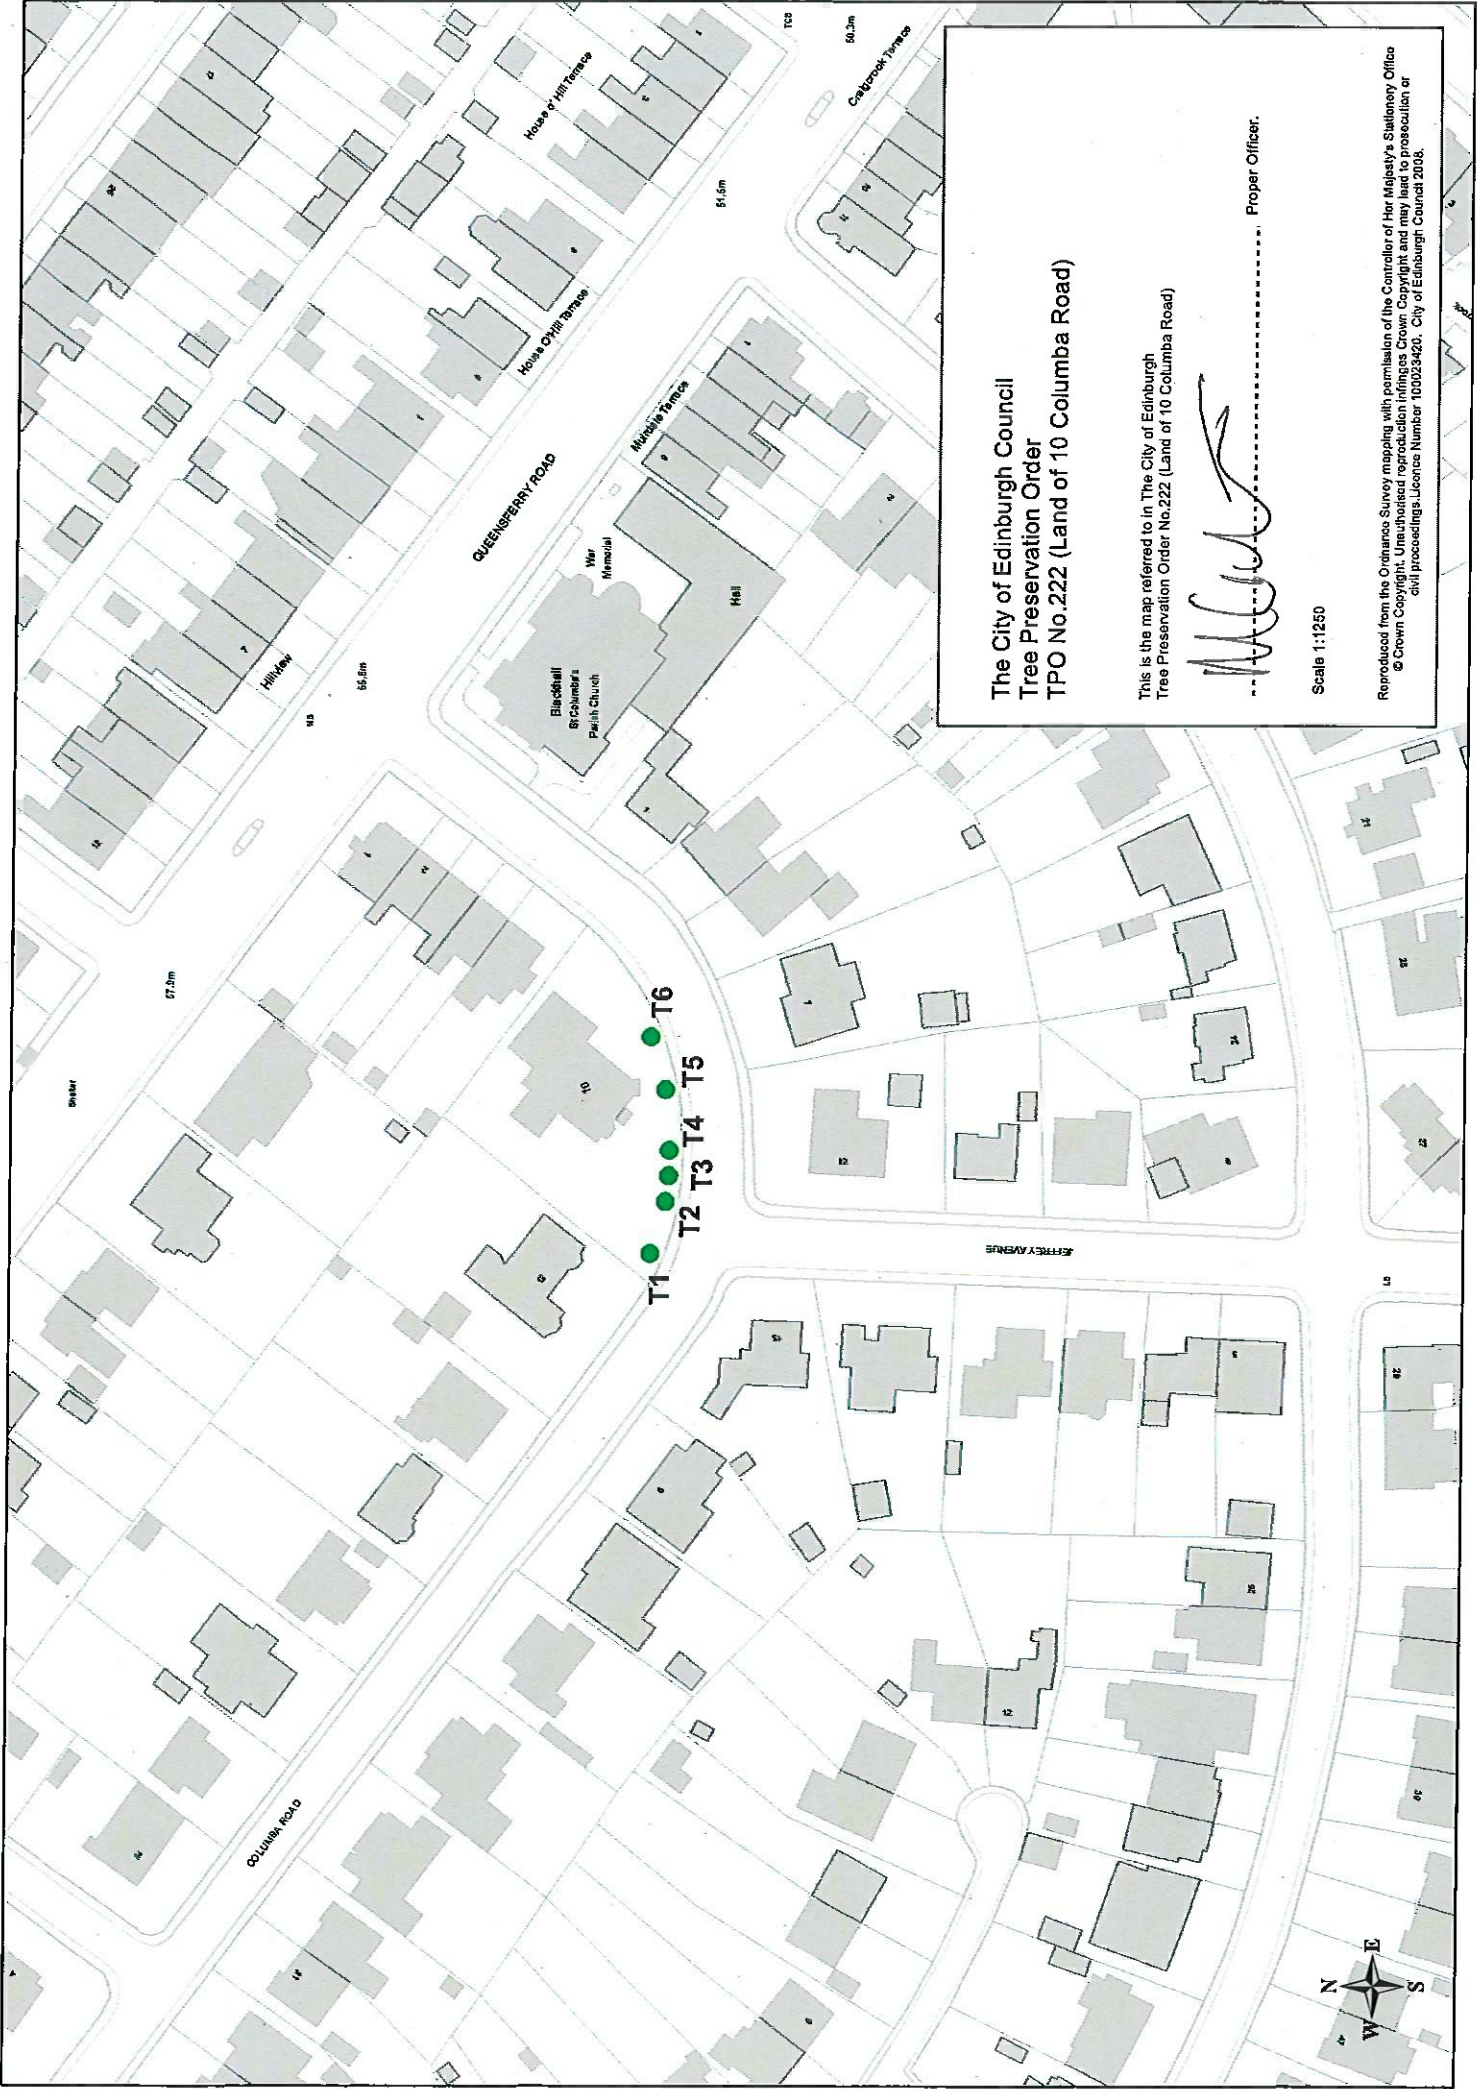 The City of Edinburgh Council
Tree Preservation Order
TPO No.222 (Land of 10 Columba Road)
This is the map referred to in The City of Edinburgh
Tree Preservation Order No.222 (Land of 10 Columba Road)
Proper Officer.
Scale 1:1250
Reproduced from the Ordnance Survey mapping with permission of the Controller of Her Majesty's Stationery Office
© Crown Copyright. Unauthorised reproduction infringes Crown Copyright and may lead to prosecution or
civil proceedings. Licence Number 100023420. City of Edinburgh Council 2008.
T1
T2
T3
T4
T5
T6
10
QUEENSFERRY ROAD
COLUMBA ROAD
JEFFREY AVENUE
House o' Hill Terrace
House O'Hill Terrace
Craigcrook Terrace
Muirdale Terrace
Hillview
War
Memorial
Hall
Blackhall
St Columba's
Parish Church
Shelter
TCB
50.3m
51.5m
55.8m
57.9m
N
E
S
W